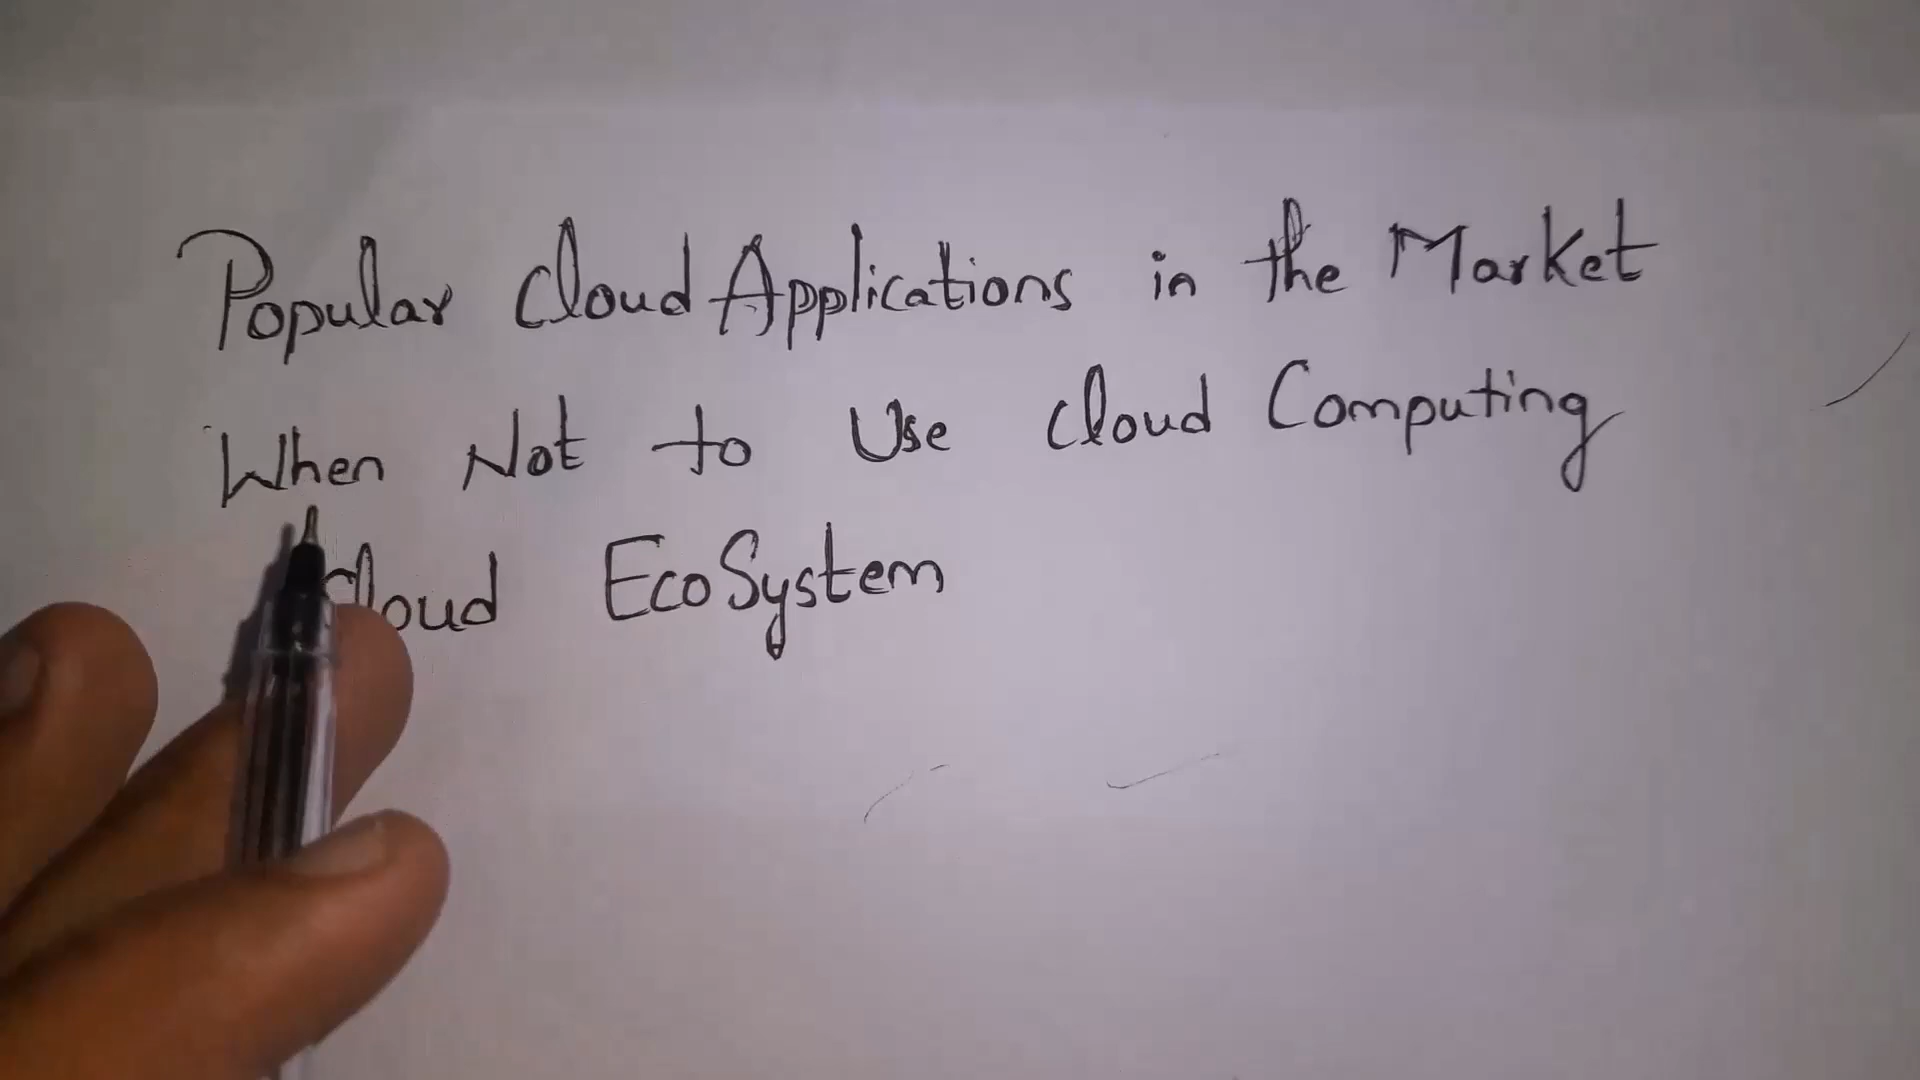 Popular Cloud Applications in the Market
When Not to Use Cloud Computing
Cloud EcoSystem